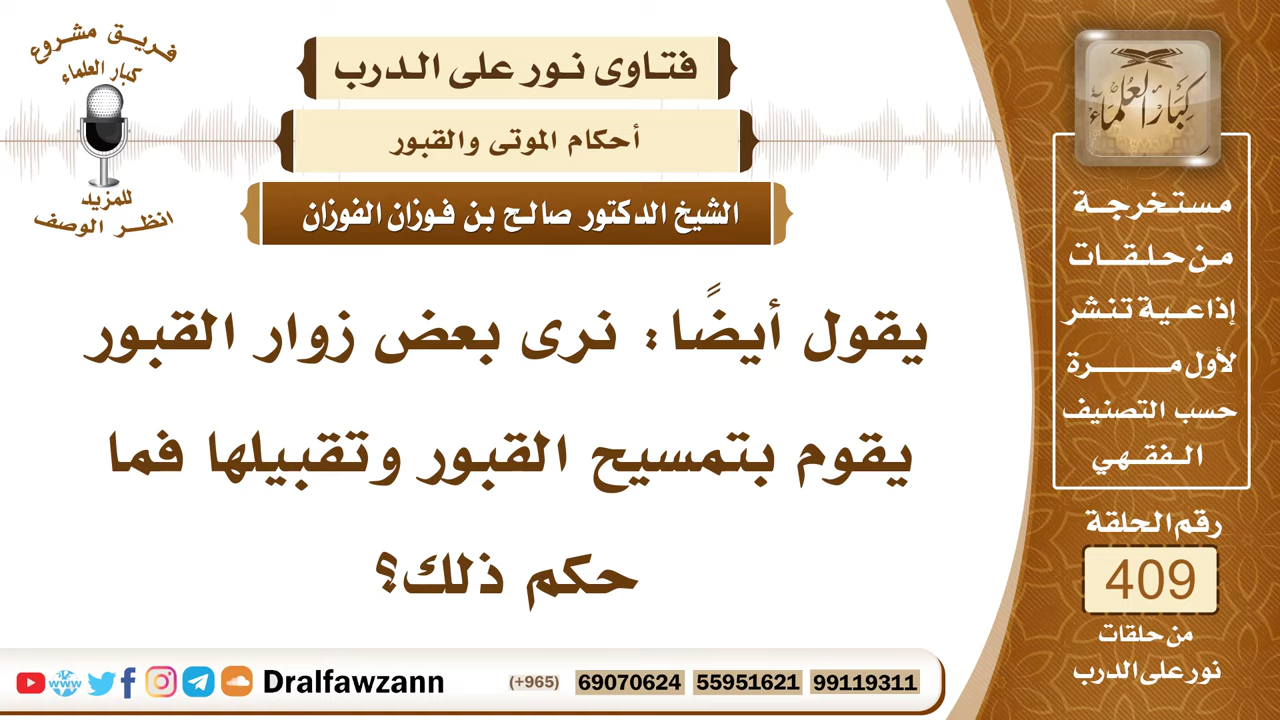 فريق مشروع
كبار العلماء
للمزيد
انظر الوصف
فتاوى نور على الدرب
أحكام الموتى والقبور
الشيخ الدكتور صالح بن فوزان الفوزان
يقول أيضًا: نرى بعض زوار القبور
يقوم بتمسيح القبور وتقبيلها فما
حكم ذلك؟
كبار العلماء
مستخرجة
من حلقات
إذاعية تنشر
لأول مرة
حسب التصنيف
الفقهي
رقم الحلقة
409
من حلقات
نور على الدرب
www
Dralfawzann
(+965) 69070624 55951621 99119311